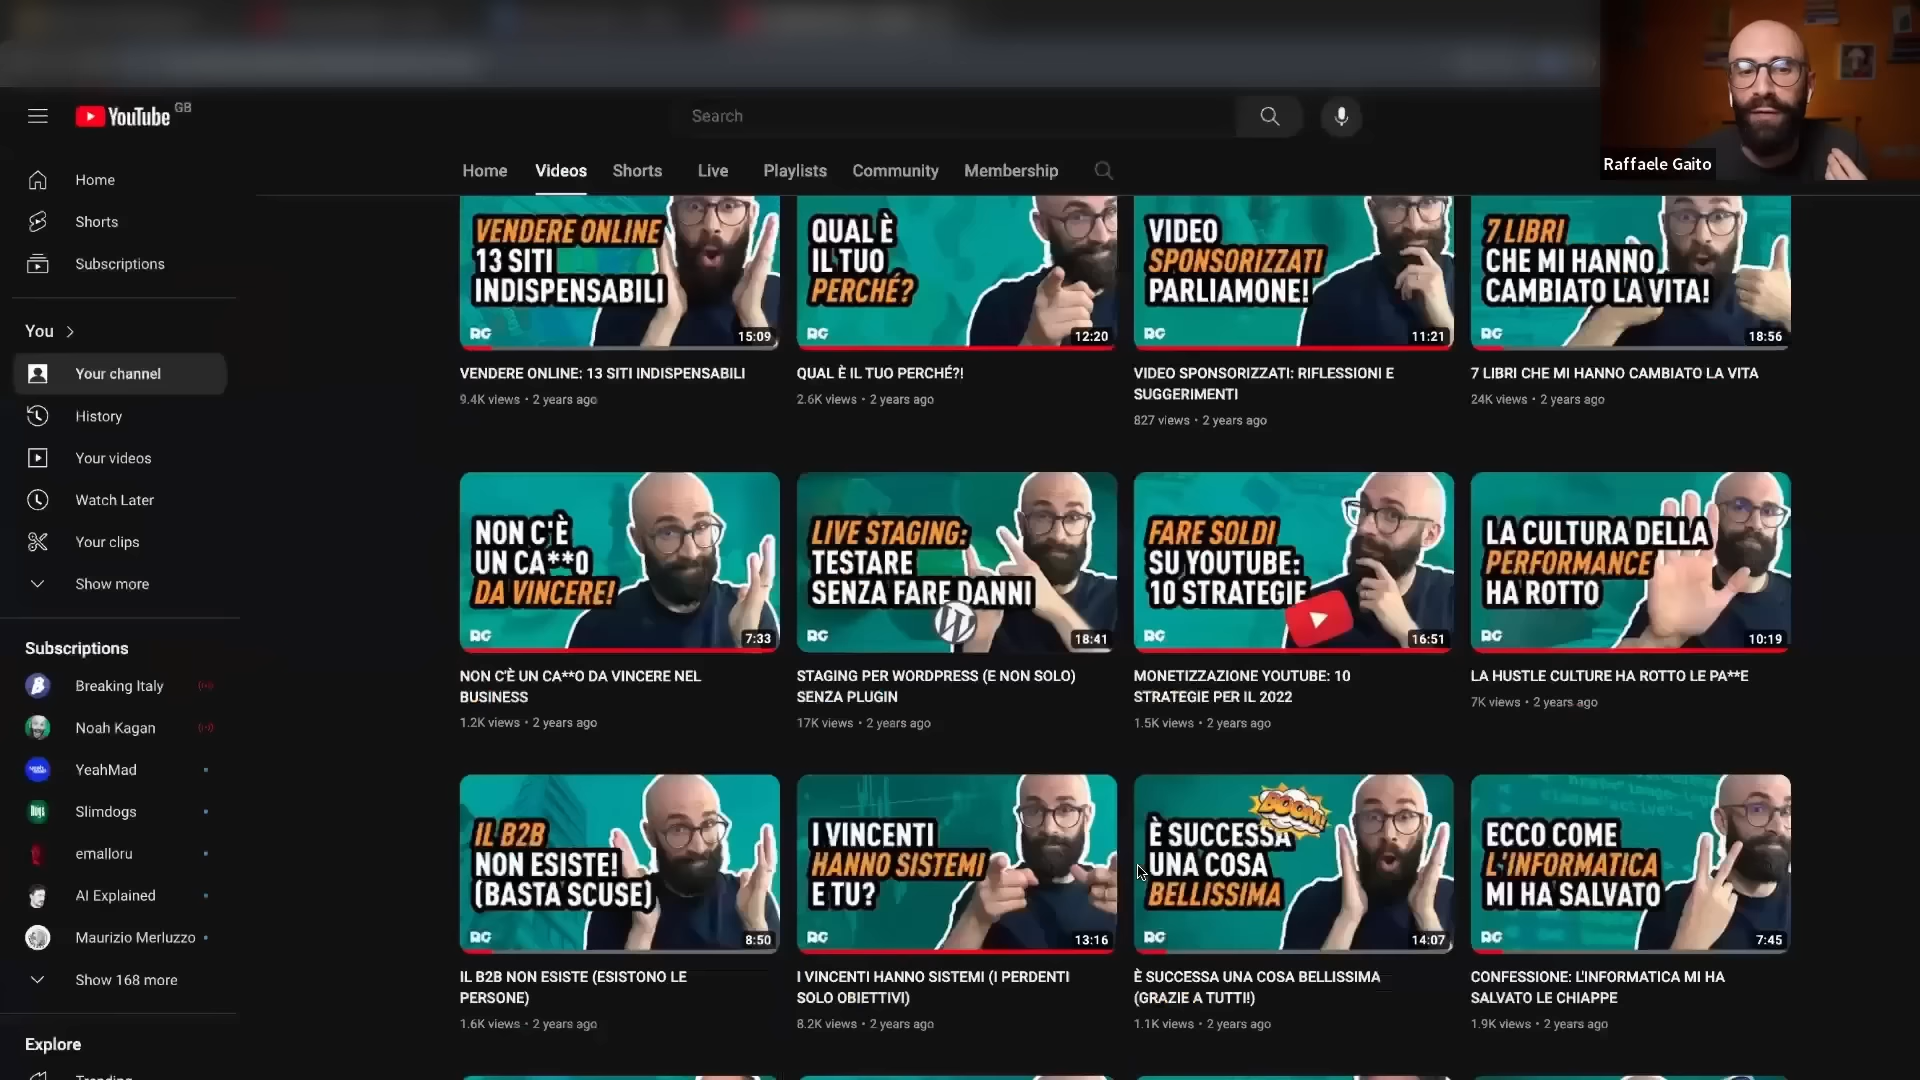 YouTube GB
Search
Raffaele Gaito
Home Videos Shorts Live Playlists Community Membership
Home
Shorts
Subscriptions
You
Your channel
History
Your videos
Watch Later
Your clips
Show more
Subscriptions
Breaking Italy
Noah Kagan
YeahMad
Slimdogs
emalloru
AI Explained
Maurizio Merluzzo
Show 168 more
Explore
Trending
VENDERE ONLINE
13 SITI
INDISPENSABILI
RG
15:09
VENDERE ONLINE: 13 SITI INDISPENSABILI
9.4K views • 2 years ago
QUAL È
IL TUO
PERCHÉ?
RG
12:20
QUAL È IL TUO PERCHÉ?!
2.6K views • 2 years ago
VIDEO
SPONSORIZZATI
PARLIAMONE!
RG
11:21
VIDEO SPONSORIZZATI: RIFLESSIONI E
SUGGERIMENTI
827 views • 2 years ago
7 LIBRI
CHE MI HANNO
CAMBIATO LA VITA!
RG
18:56
7 LIBRI CHE MI HANNO CAMBIATO LA VITA
24K views • 2 years ago
NON C'È
UN CA**O
DA VINCERE!
RG
7:33
NON C'È UN CA**O DA VINCERE NEL
BUSINESS
1.2K views • 2 years ago
LIVE STAGING:
TESTARE
SENZA FARE DANNI
RG
18:41
STAGING PER WORDPRESS (E NON SOLO)
SENZA PLUGIN
17K views • 2 years ago
FARE SOLDI
SU YOUTUBE:
10 STRATEGIE
RG
16:51
MONETIZZAZIONE YOUTUBE: 10
STRATEGIE PER IL 2022
1.5K views • 2 years ago
LA CULTURA DELLA
PERFORMANCE
HA ROTTO
RG
10:19
LA HUSTLE CULTURE HA ROTTO LE PA**E
7K views • 2 years ago
IL B2B
NON ESISTE!
(BASTA SCUSE)
RG
8:50
IL B2B NON ESISTE (ESISTONO LE
PERSONE)
1.6K views • 2 years ago
I VINCENTI
HANNO SISTEMI
E TU?
RG
13:16
I VINCENTI HANNO SISTEMI (I PERDENTI
SOLO OBIETTIVI)
8.2K views • 2 years ago
BOOM!
È SUCCESSA
UNA COSA
BELLISSIMA
RG
14:07
È SUCCESSA UNA COSA BELLISSIMA
(GRAZIE A TUTTI!)
1.1K views • 2 years ago
ECCO COME
L'INFORMATICA
MI HA SALVATO
RG
7:45
CONFESSIONE: L'INFORMATICA MI HA
SALVATO LE CHIAPPE
1.9K views • 2 years ago